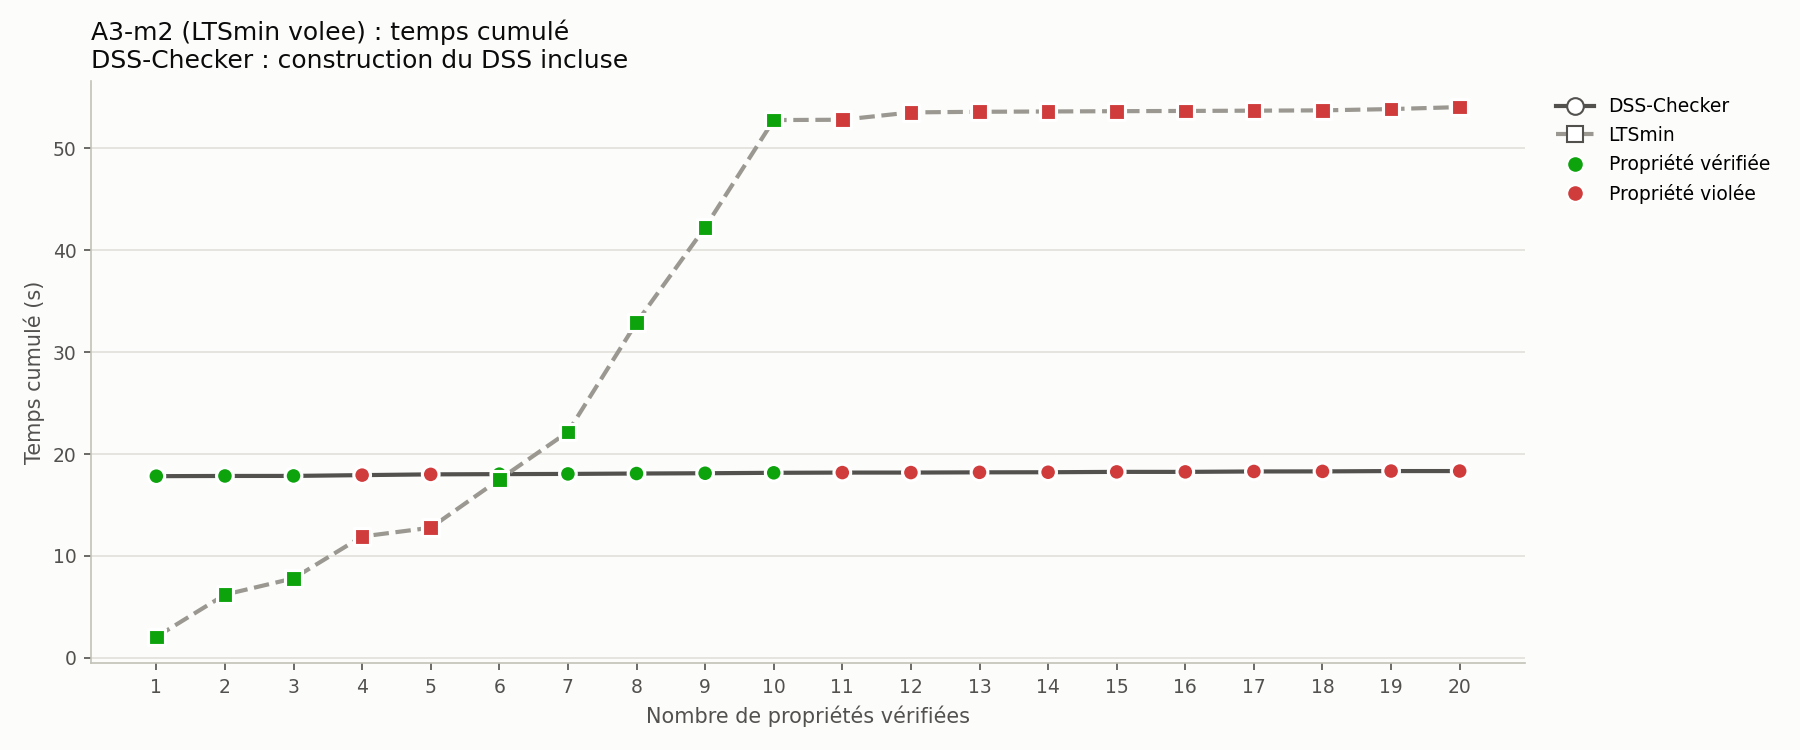 A3-m2 (LTSmin volee) : temps cumulé
DSS-Checker : construction du DSS incluse
DSS-Checker
LTSmin
Propriété vérifiée
Propriété violée
Temps cumulé (s)
50
40
30
20
10
0
1 2 3 4 5 6 7 8 9 10 11 12 13 14 15 16 17 18 19 20
Nombre de propriétés vérifiées